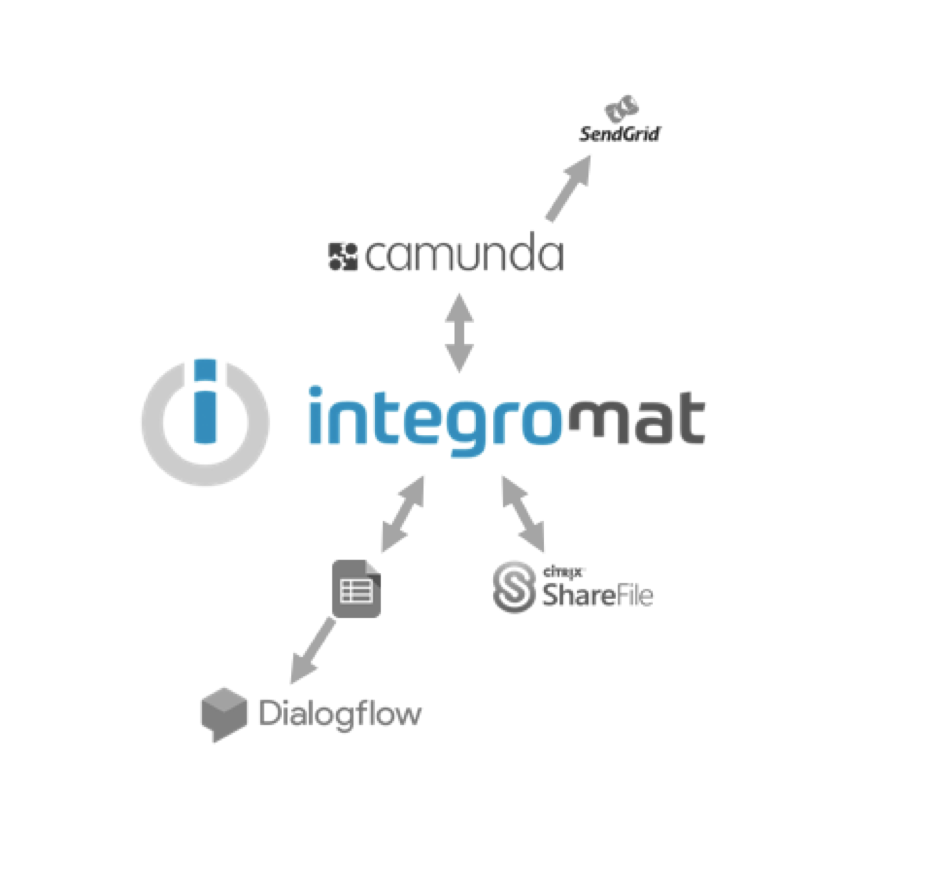 SendGrid
camunda
integromat
citrix
ShareFile
Dialogflow